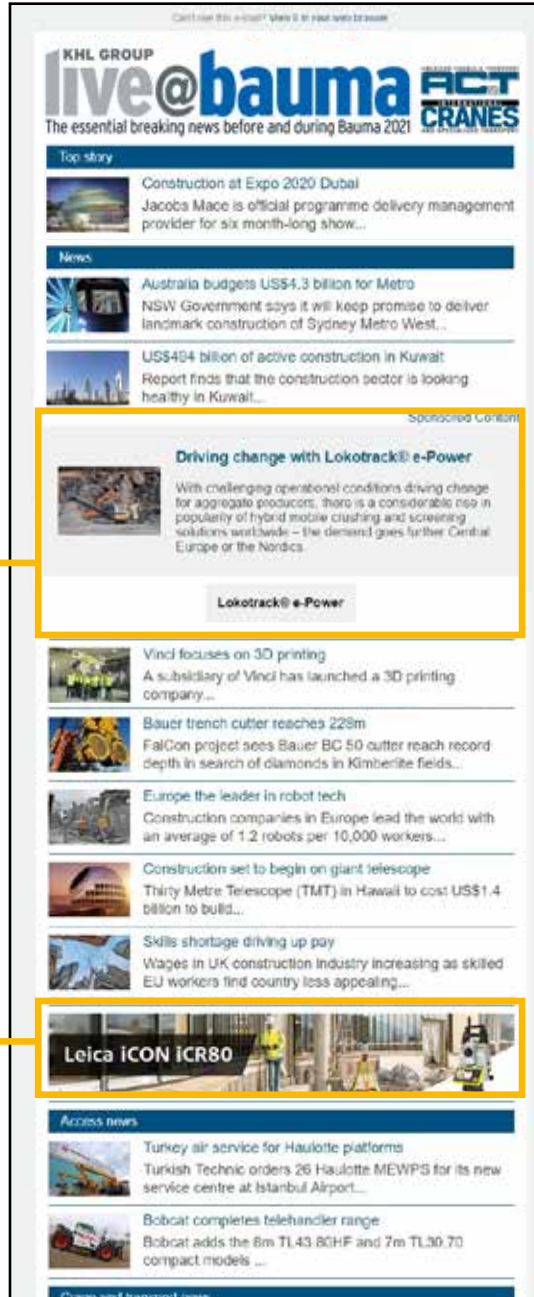 Can't see this e-mail? View it in your web browser
KHL GROUP
live@bauma
The essential breaking news before and during Bauma 2021
ACT
INTERNATIONAL
CRANES
AND SPECIALIZED TRANSPORT
Top story
Construction at Expo 2020 Dubai
Jacobs Mace is official programme delivery management
provider for six month-long show...
News
Australia budgets US$4.3 billion for Metro
NSW Government says it will keep promise to deliver
landmark construction of Sydney Metro West...
US$494 billion of active construction in Kuwait
Report finds that the construction sector is looking
healthy in Kuwait...
Sponsored Content
Driving change with Lokotrack® e-Power
With challenging operational conditions driving change
for aggregate producers, there is a considerable rise in
popularity of hybrid mobile crushing and screening
solutions worldwide – the demand goes further Central
Europe or the Nordics.
Lokotrack® e-Power
Vinci focuses on 3D printing
A subsidiary of Vinci has launched a 3D printing
company...
Bauer trench cutter reaches 228m
FalCon project sees Bauer BC 50 cutter reach record
depth in search of diamonds in Kimberlite fields...
Europe the leader in robot tech
Construction companies in Europe lead the world with
an average of 1.2 robots per 10,000 workers...
Construction set to begin on giant telescope
Thirty Metre Telescope (TMT) in Hawaii to cost US$1.4
billion to build...
Skills shortage driving up pay
Wages in UK construction industry increasing as skilled
EU workers find country less appealing...
Leica iCON iCR80
Access news
Turkey air service for Haulotte platforms
Turkish Technic orders 26 Haulotte MEWPS for its new
service centre at Istanbul Airport...
Bobcat completes telehandler range
Bobcat adds the 8m TL43.80HF and 7m TL30.70
compact models ...